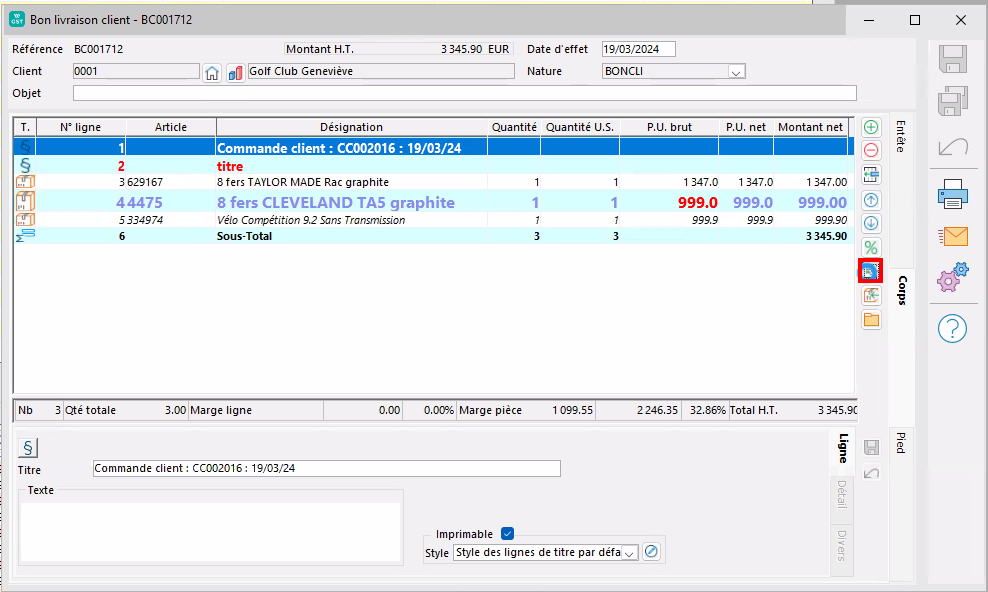 Bon livraison client - BC001712
Référence BC001712 Montant H.T. 3 345.90 EUR Date d'effet 19/03/2024
Client 0001 Golf Club Geneviève Nature BONCLI
Objet
T. N° ligne Article Désignation Quantité Quantité U.S. P.U. brut P.U. net Montant net
§ 1 Commande client : CC002016 : 19/03/24
§ 2 titre
3 629167 8 fers TAYLOR MADE Rac graphite 1 1 1 347.0 1 347.0 1 347.00
4 4475 8 fers CLEVELAND TA5 graphite 1 1 999.0 999.0 999.00
5 334974 Vélo Compétition 9.2 Sans Transmission 1 1 999.9 999.9 999.90
Σ 6 Sous-Total 3 3 3 345.90
Nb 3 Qté totale 3.00 Marge ligne 0.00 0.00% Marge pièce 1 099.55 2 246.35 32.86% Total H.T. 3 345.90
§
Titre Commande client : CC002016 : 19/03/24
Texte
Imprimable
Style Style des lignes de titre par défa
Ligne
Détail
Divers
%
Entête
Corps
Pied
?